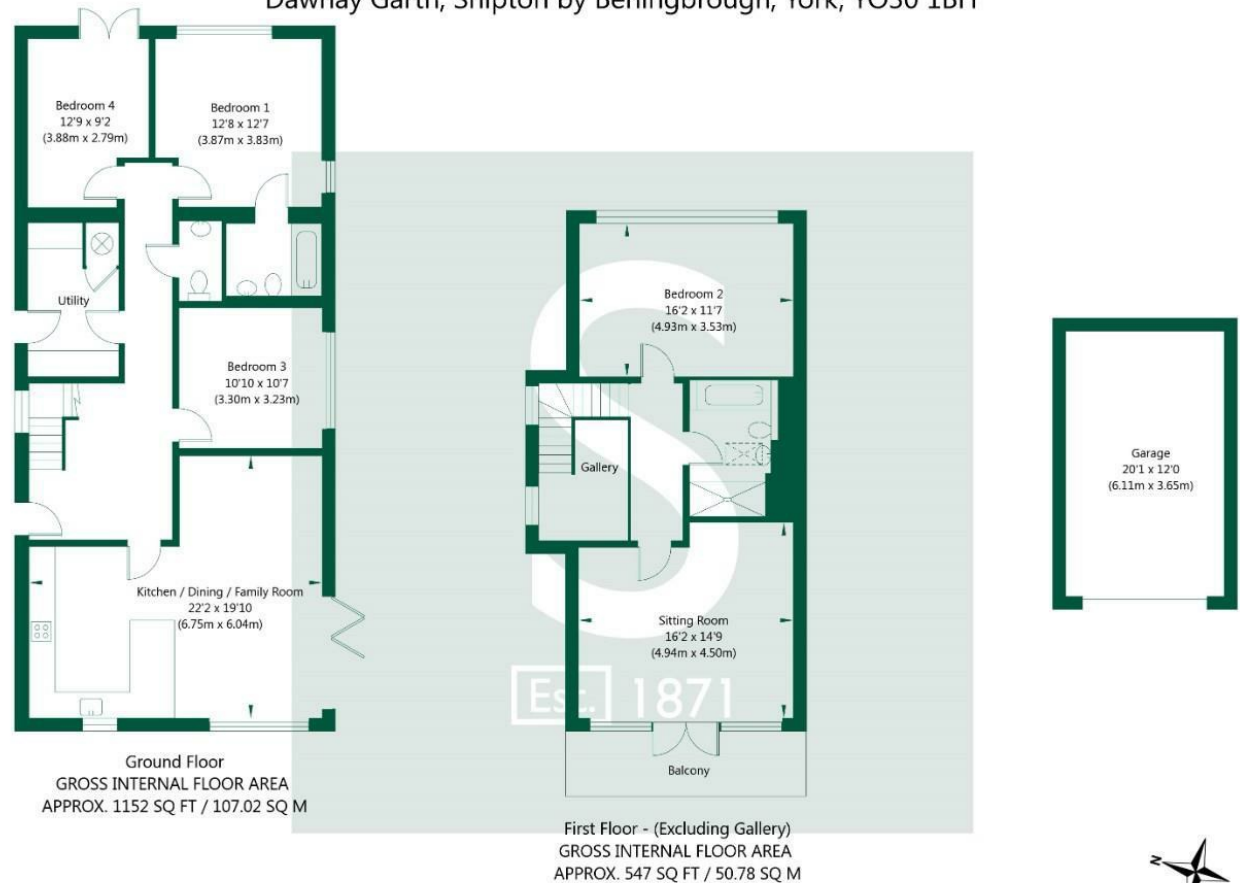 Dawnay Garth, Shipton by Beningbrough, York, YO30 1BH
Bedroom 4
12'9 x 9'2
(3.88m x 2.79m)
Bedroom 1
12'8 x 12'7
(3.87m x 3.83m)
Utility
Bedroom 3
10'10 x 10'7
(3.30m x 3.23m)
Kitchen / Dining / Family Room
22'2 x 19'10
(6.75m x 6.04m)
Ground Floor
GROSS INTERNAL FLOOR AREA
APPROX. 1152 SQ FT / 107.02 SQ M
Bedroom 2
16'2 x 11'7
(4.93m x 3.53m)
Gallery
Sitting Room
16'2 x 14'9
(4.94m x 4.50m)
Balcony
First Floor - (Excluding Gallery)
GROSS INTERNAL FLOOR AREA
APPROX. 547 SQ FT / 50.78 SQ M
Garage
20'1 x 12'0
(6.11m x 3.65m)
S
Est. 1871
N